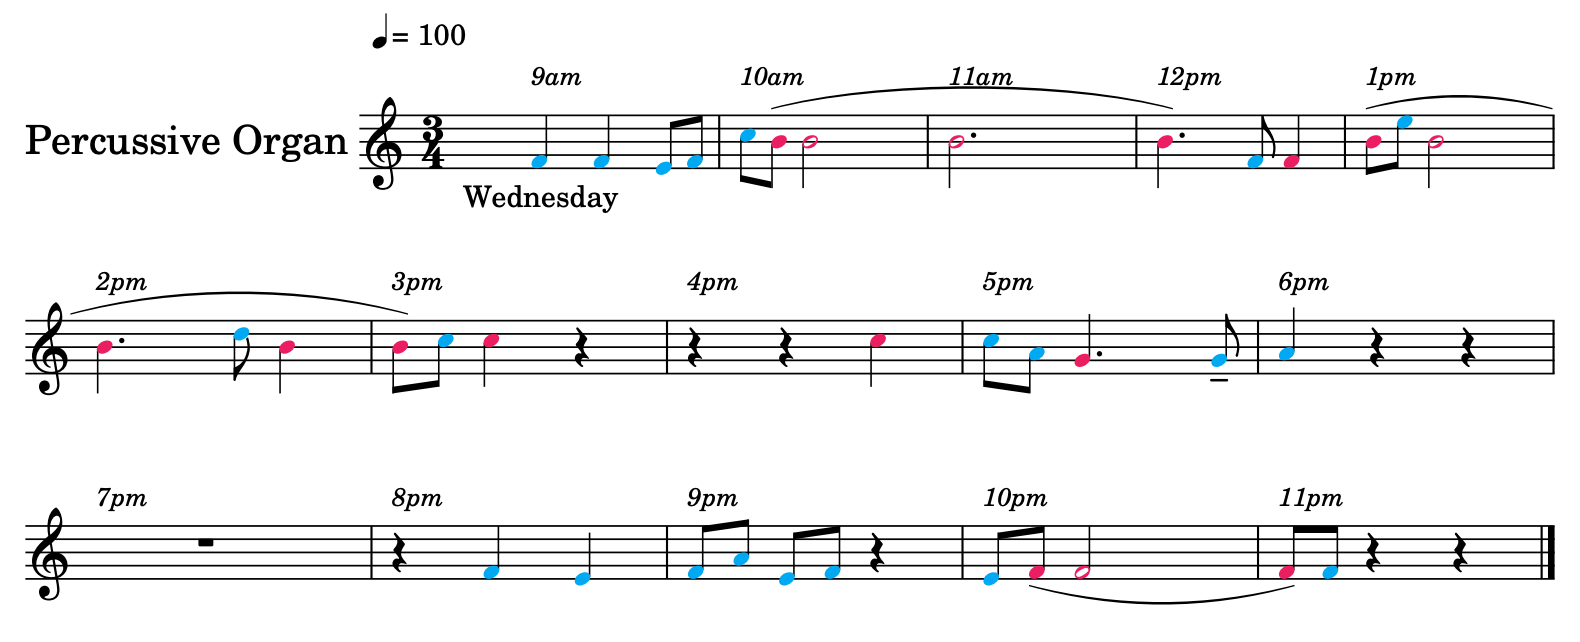 ♩= 100
9am 10am 11am 12pm 1pm
Percussive Organ 3/4
Wednesday
2pm 3pm 4pm 5pm 6pm
7pm 8pm 9pm 10pm 11pm